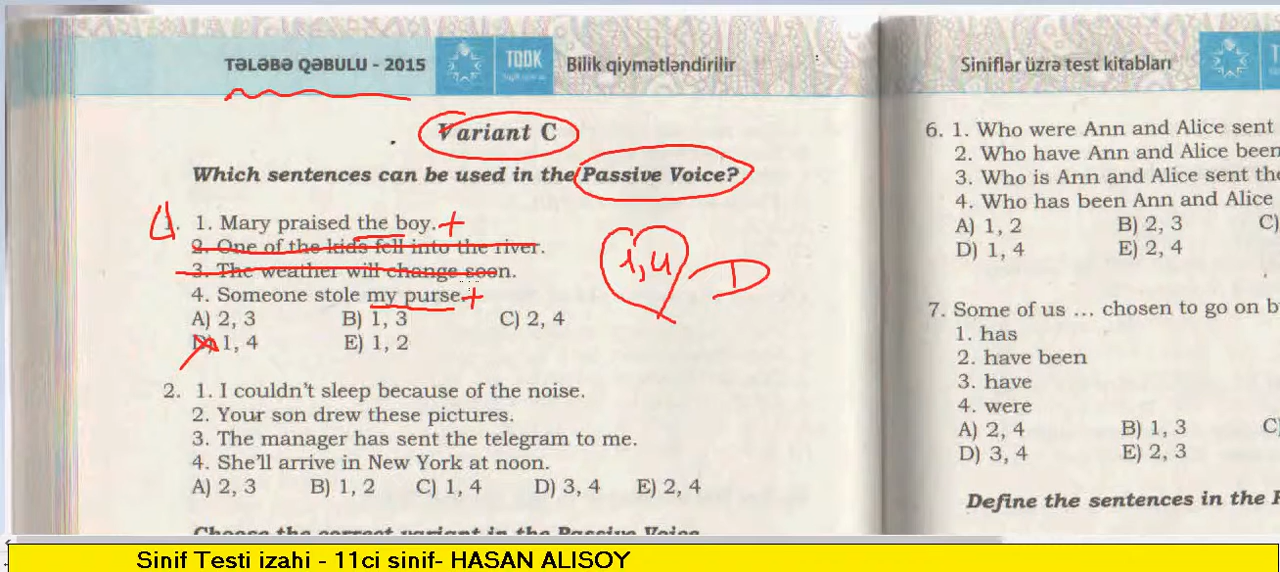 TƏLƏBƏ QƏBULU - 2015
TQDK
Bilik qiymətləndirilir
Variant C
Which sentences can be used in the Passive Voice?
1. 1. Mary praised the boy. +
2. One of the kids fell into the river.
3. The weather will change soon.
4. Someone stole my purse +
A) 2, 3 B) 1, 3 C) 2, 4
D) 1, 4 E) 1, 2
1,4 D
2. 1. I couldn't sleep because of the noise.
2. Your son drew these pictures.
3. The manager has sent the telegram to me.
4. She'll arrive in New York at noon.
A) 2, 3 B) 1, 2 C) 1, 4 D) 3, 4 E) 2, 4
Choose the correct variant in the Passive Voice
Siniflər üzrə test kitabları
6. 1. Who were Ann and Alice sent
2. Who have Ann and Alice been
3. Who is Ann and Alice sent the
4. Who has been Ann and Alice
A) 1, 2 B) 2, 3 C)
D) 1, 4 E) 2, 4
7. Some of us ... chosen to go on b
1. has
2. have been
3. have
4. were
A) 2, 4 B) 1, 3 C)
D) 3, 4 E) 2, 3
Define the sentences in the
Sinif Testi izahi - 11ci sinif- HASAN ALISOY